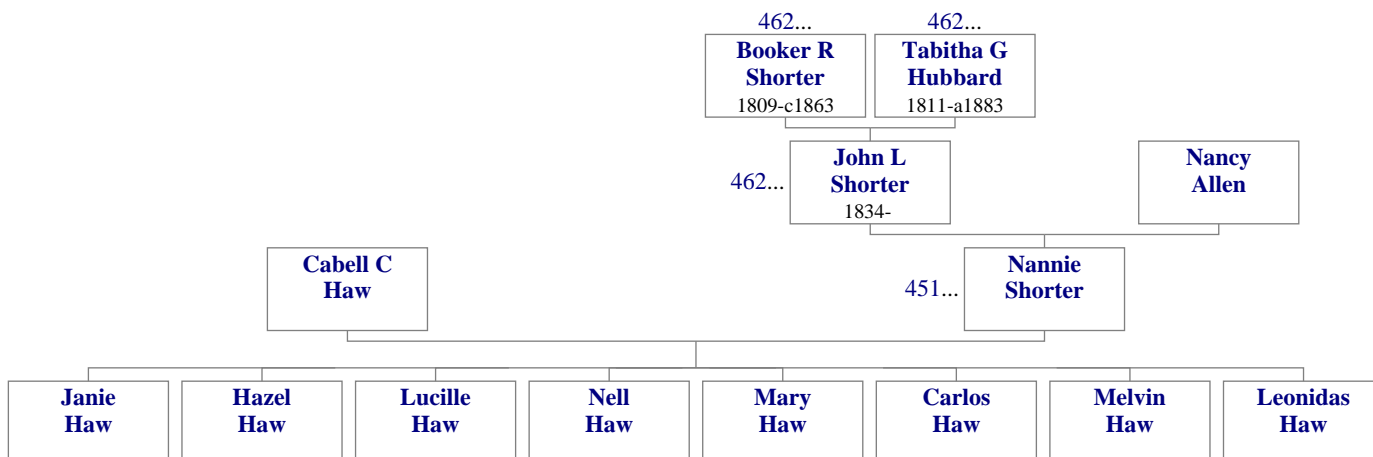 462... 462...
Booker R Tabitha G
Shorter Hubbard
1809-c1863 1811-a1883
John L Nancy
462... Shorter Allen
1834-
Cabell C Nannie
Haw 451... Shorter
Janie Hazel Lucille Nell Mary Carlos Melvin Leonidas
Haw Haw Haw Haw Haw Haw Haw Haw